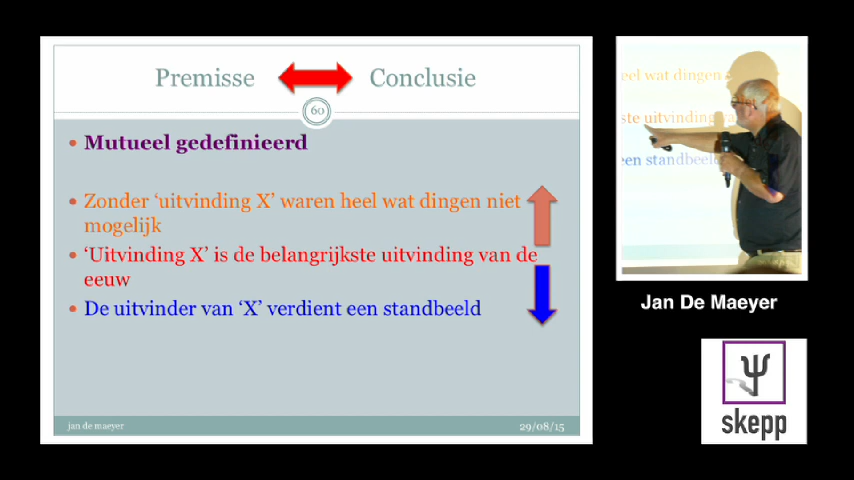 Premisse Conclusie
60
Mutueel gedefinieerd
Zonder ‘uitvinding X’ waren heel wat dingen niet
mogelijk
‘Uitvinding X’ is de belangrijkste uitvinding van de
eeuw
De uitvinder van ‘X’ verdient een standbeeld
jan de maeyer
29/08/15
eel wat dingen
ste uitvinding va
een standbeeld
Jan De Maeyer
skepp